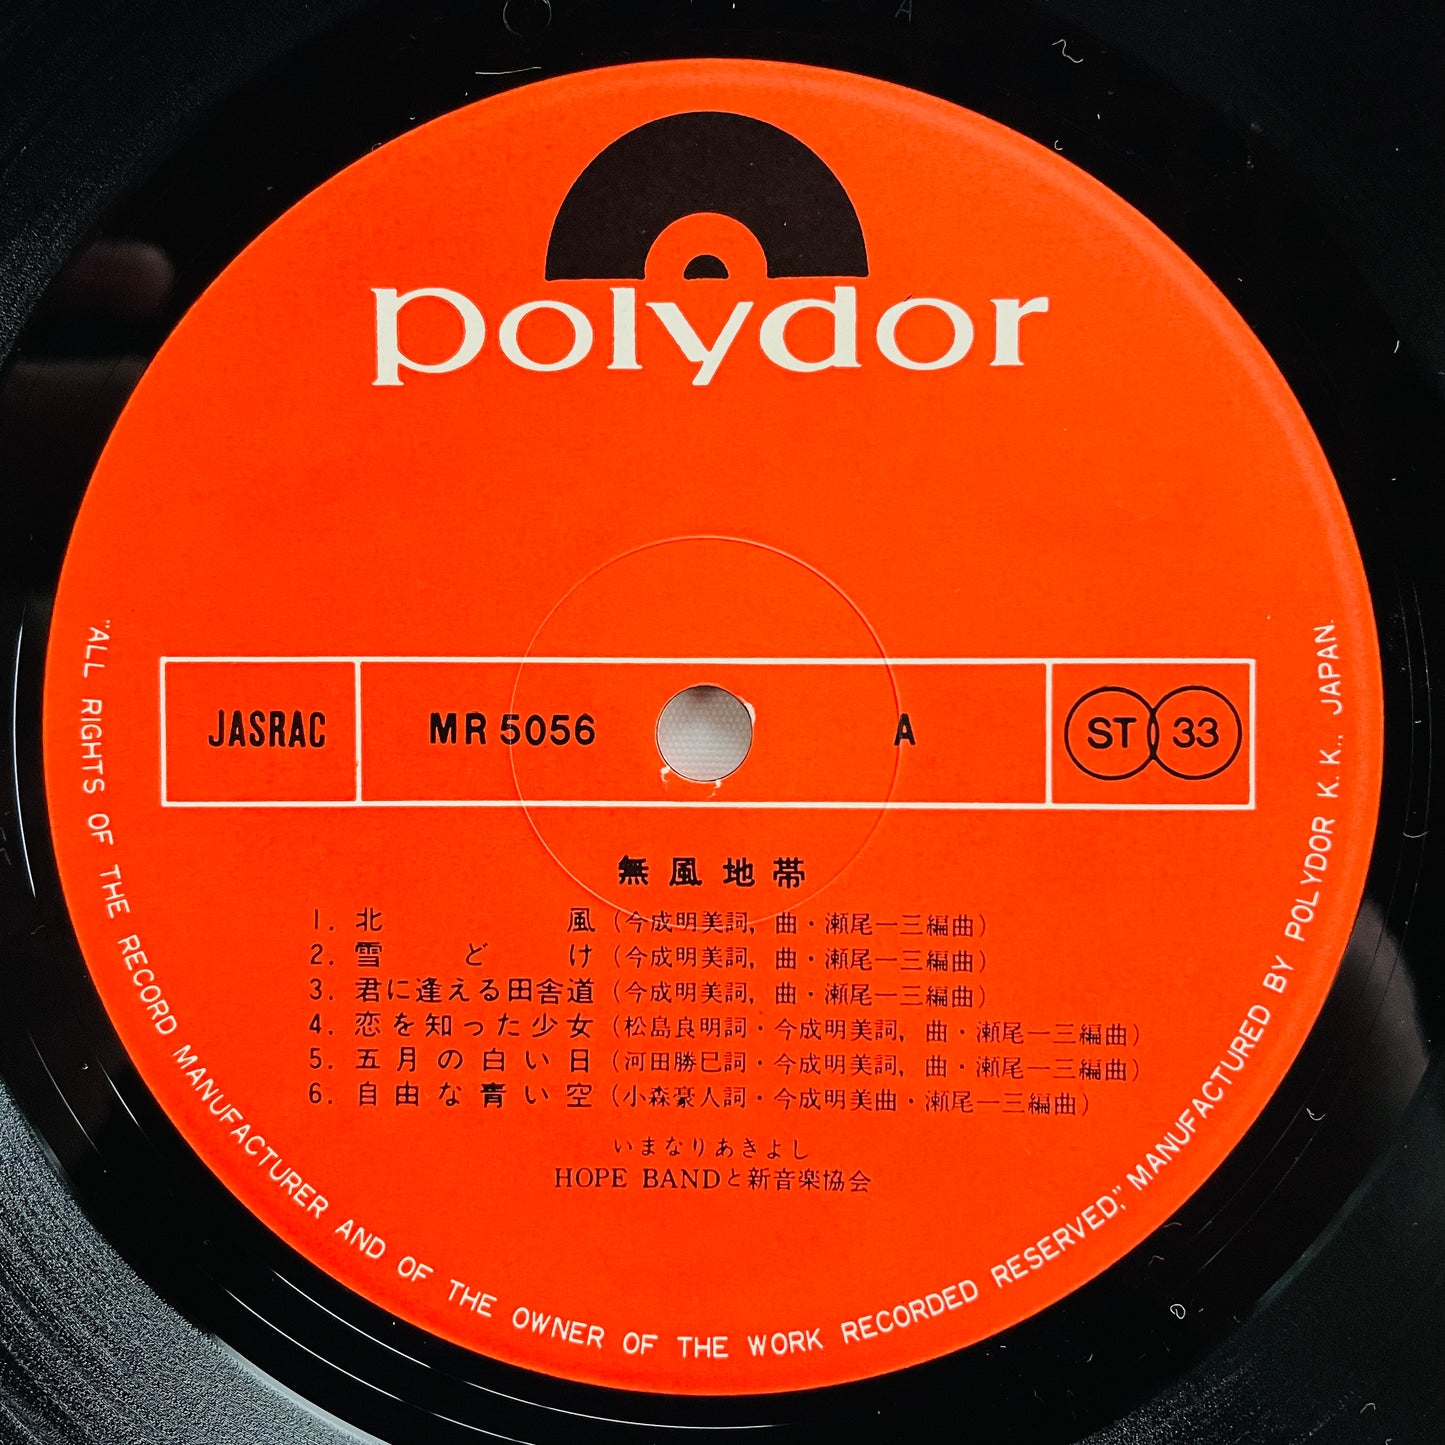 polydor
JASRAC MR 5056 A ST 33
無風地帯
1. 北風 (今成明美詞, 曲・瀬尾一三編曲)
2. 雪どけ (今成明美詞, 曲・瀬尾一三編曲)
3. 君に逢える田舎道 (今成明美詞, 曲・瀬尾一三編曲)
4. 恋を知った少女 (松島良明詞・今成明美詞, 曲・瀬尾一三編曲)
5. 五月の白い日 (河田勝巳詞・今成明美詞, 曲・瀬尾一三編曲)
6. 自由な青い空 (小森豪人詞・今成明美曲・瀬尾一三編曲)
いまなりあきよし
HOPE BANDと新音楽協会
"ALL RIGHTS OF THE RECORD MANUFACTURER AND OF THE OWNER OF THE WORK RECORDED RESERVED," MANUFACTURED BY POLYDOR K. K., JAPAN.